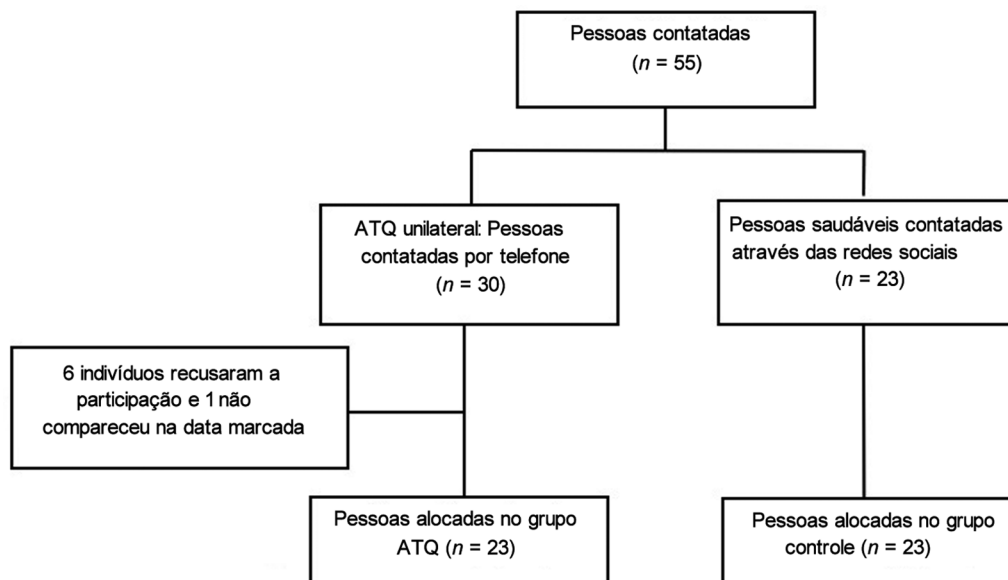 Pessoas contatadas
(n = 55)
ATQ unilateral: Pessoas
contatadas por telefone
(n = 30)
Pessoas saudáveis contatadas
através das redes sociais
(n = 23)
6 indivíduos recusaram a
participação e 1 não
compareceu na data marcada
Pessoas alocadas no grupo
ATQ (n = 23)
Pessoas alocadas no grupo
controle (n = 23)